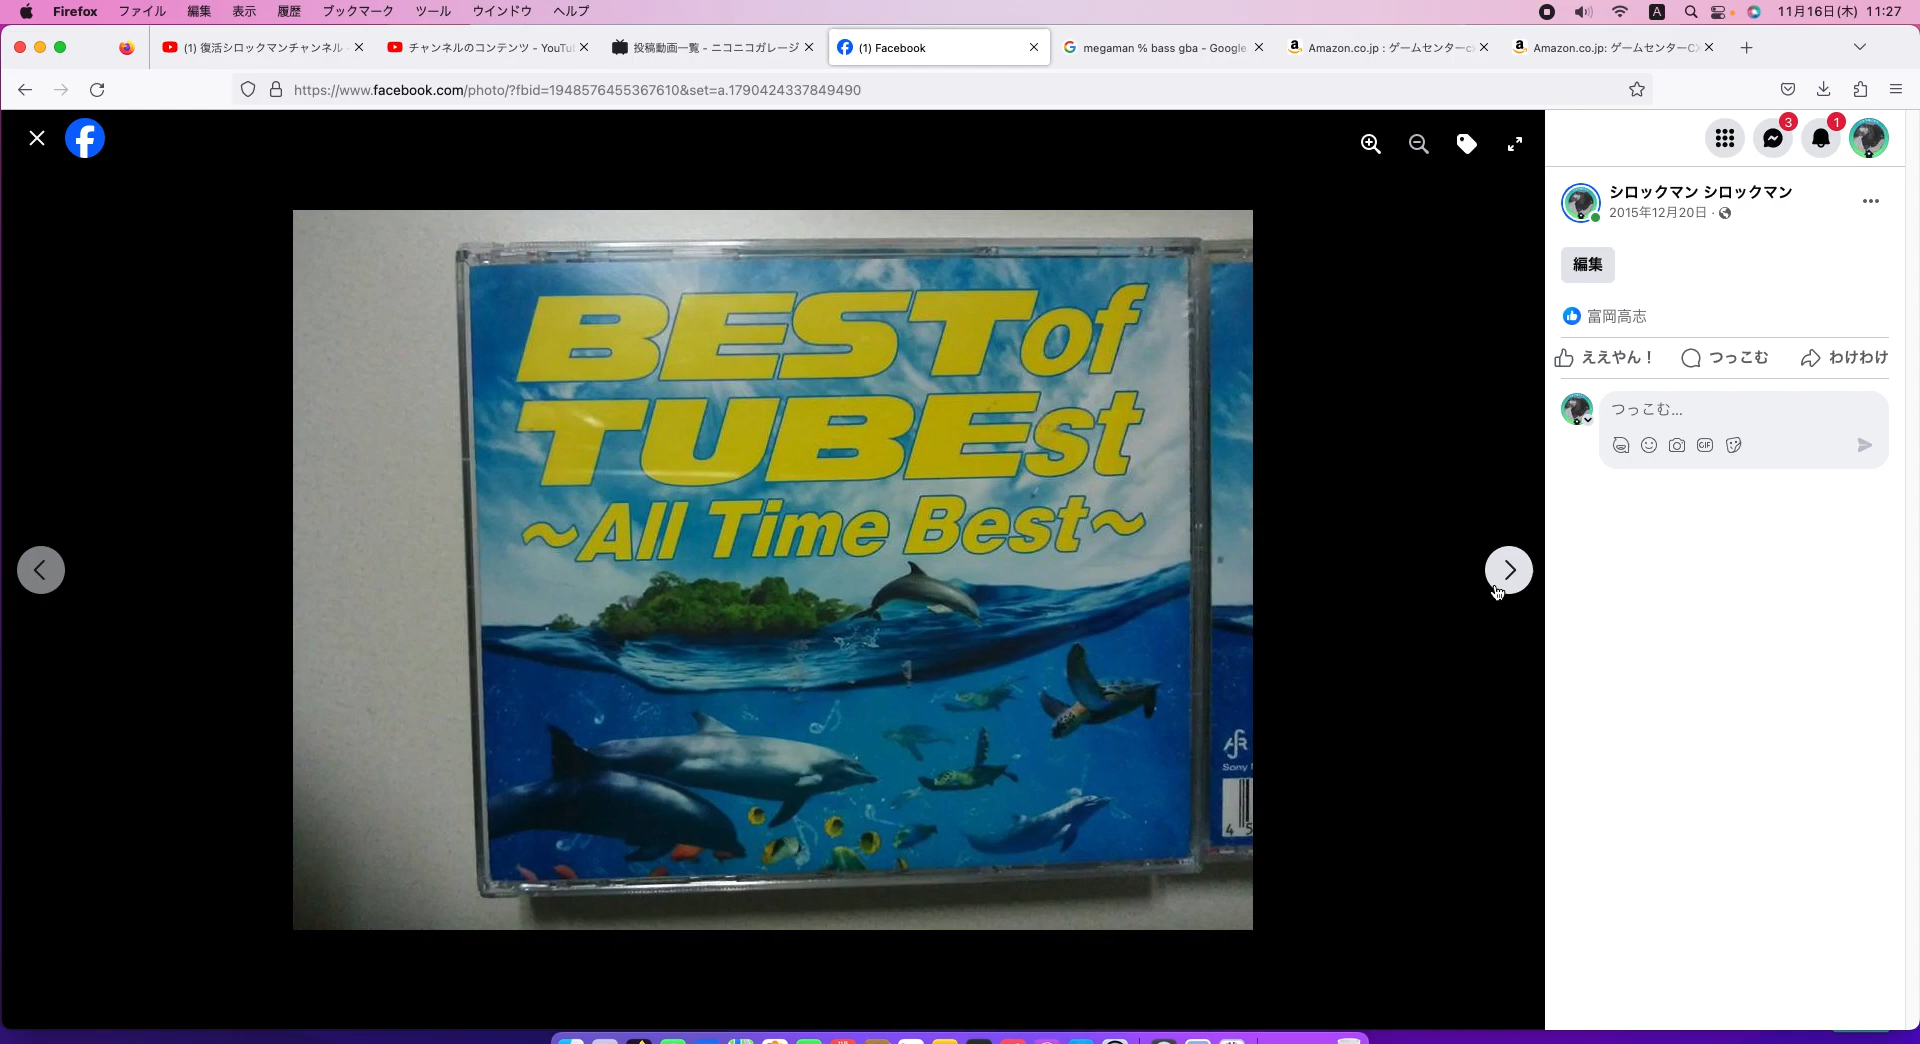 Firefox ファイル 編集 表示 履歴 ブックマーク ツール ウインドウ ヘルプ
A 11月16日(木) 11:27
(1) 復活シロックマンチャンネル
チャンネルのコンテンツ - YouTu
投稿動画一覧 - ニコニコガレージ
(1) Facebook
megaman % bass gba - Google
Amazon.co.jp : ゲームセンターc
Amazon.co.jp: ゲームセンターC
https://www.facebook.com/photo/?fbid=1948576455367610&set=a.1790424337849490
3
1
シロックマン シロックマン
2015年12月20日
編集
富岡高志
ええやん！ つっこむ わけわけ
つっこむ...
GIF
BEST of
TUBEst
～All Time Best～
Sony
4 5